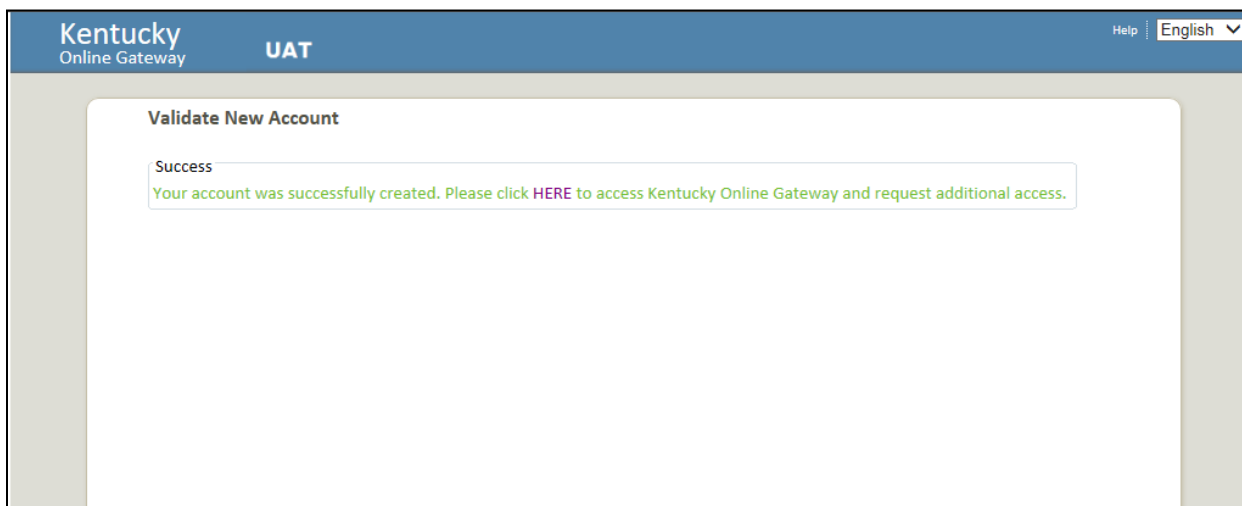 Kentucky
Online Gateway
UAT
Help
English
Validate New Account
Success
Your account was successfully created. Please click HERE to access Kentucky Online Gateway and request additional access.